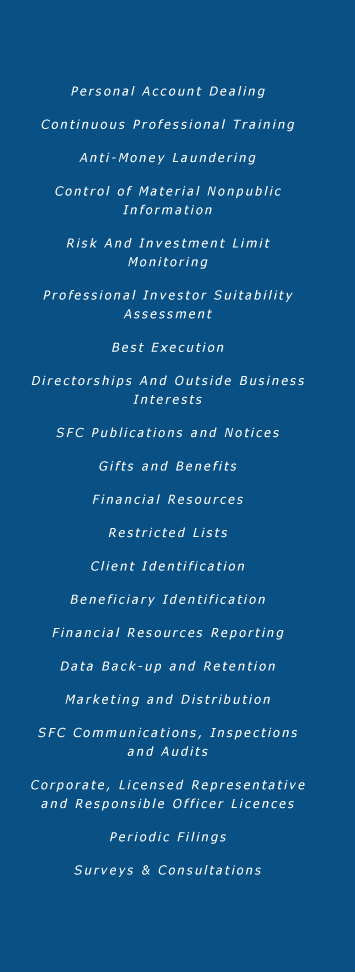 Personal Account Dealing
Continuous Professional Training
Anti-Money Laundering
Control of Material Nonpublic
Information
Risk And Investment Limit
Monitoring
Professional Investor Suitability
Assessment
Best Execution
Directorships And Outside Business
Interests
SFC Publications and Notices
Gifts and Benefits
Financial Resources
Restricted Lists
Client Identification
Beneficiary Identification
Financial Resources Reporting
Data Back-up and Retention
Marketing and Distribution
SFC Communications, Inspections
and Audits
Corporate, Licensed Representative
and Responsible Officer Licences
Periodic Filings
Surveys & Consultations